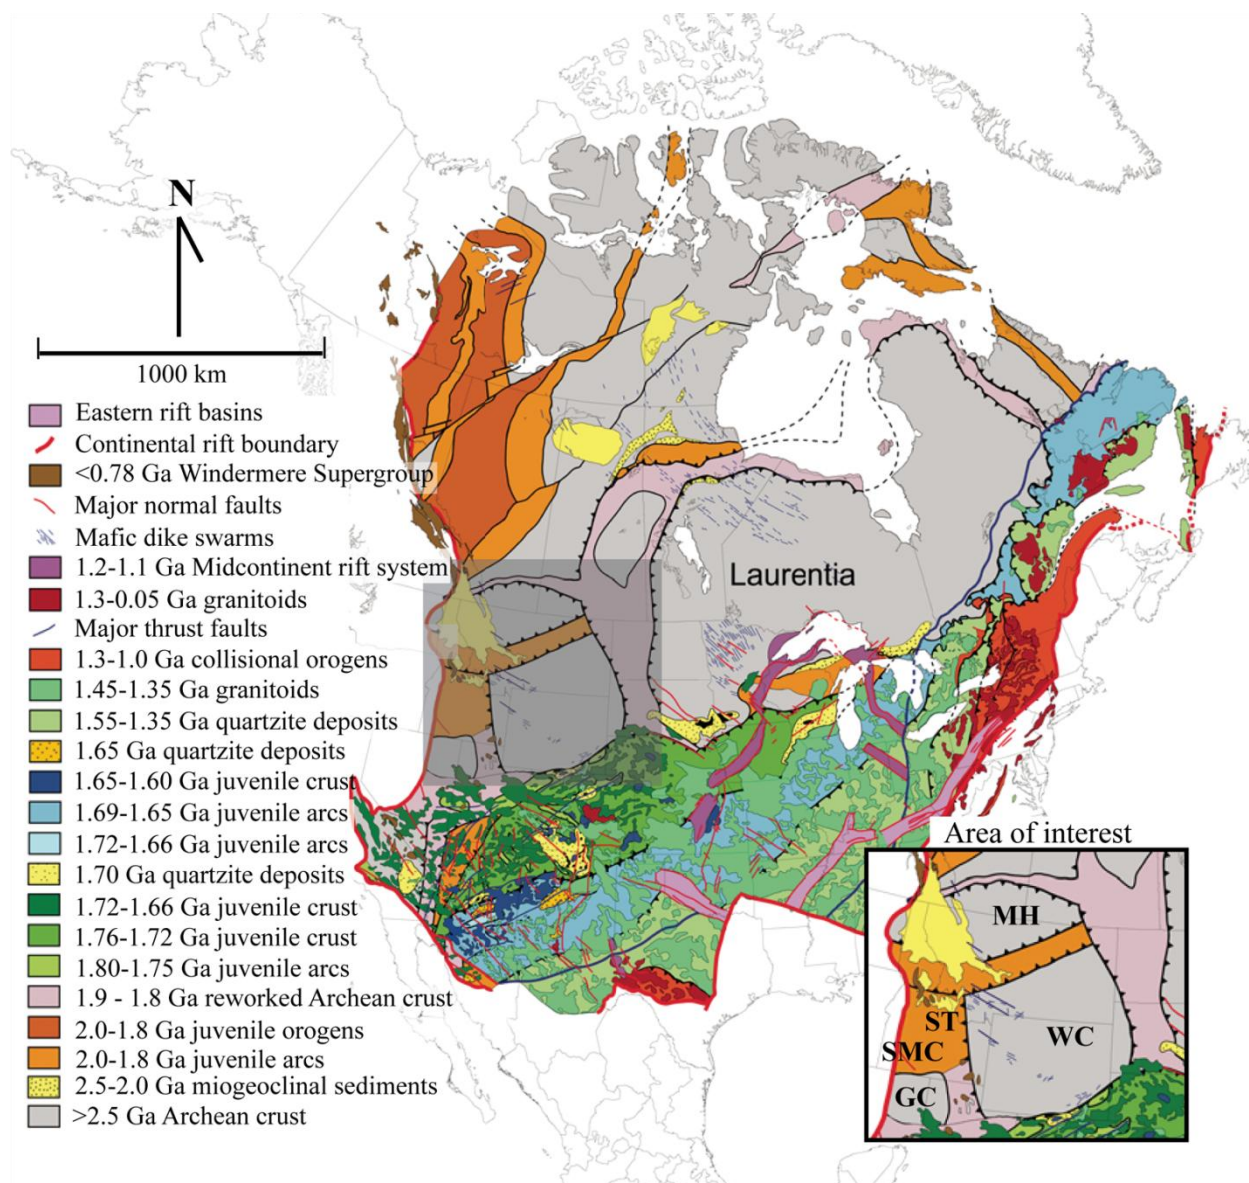 N
1000 km
Eastern rift basins
Continental rift boundary
<0.78 Ga Windermere Supergroup
Major normal faults
Mafic dike swarms
1.2-1.1 Ga Midcontinent rift system
1.3-0.05 Ga granitoids
Major thrust faults
1.3-1.0 Ga collisional orogens
1.45-1.35 Ga granitoids
1.55-1.35 Ga quartzite deposits
1.65 Ga quartzite deposits
1.65-1.60 Ga juvenile crust
1.69-1.65 Ga juvenile arcs
1.72-1.66 Ga juvenile arcs
1.70 Ga quartzite deposits
1.72-1.66 Ga juvenile crust
1.76-1.72 Ga juvenile crust
1.80-1.75 Ga juvenile arcs
1.9 - 1.8 Ga reworked Archean crust
2.0-1.8 Ga juvenile orogens
2.0-1.8 Ga juvenile arcs
2.5-2.0 Ga miogeoclinal sediments
>2.5 Ga Archean crust
Laurentia
Area of interest
MH
ST
WC
SMC
GC